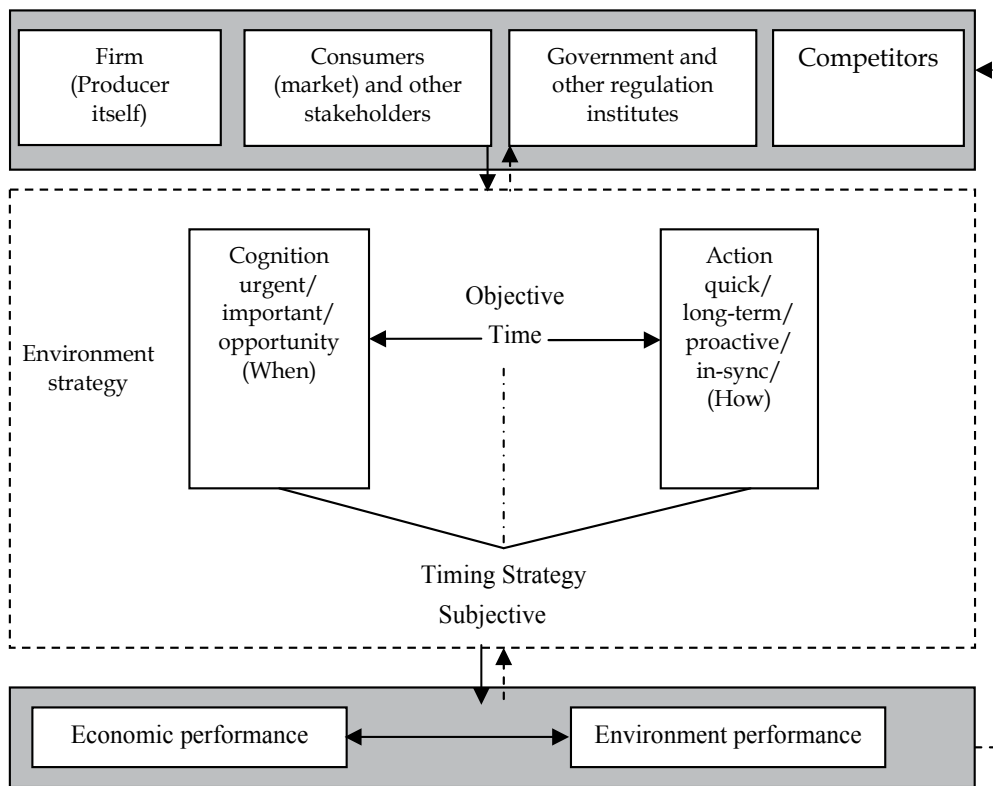 Firm
(Producer
itself)
Consumers
(market) and other
stakeholders
Government and
other regulation
institutes
Competitors
Environment
strategy
Cognition
urgent/
important/
opportunity
(When)
Objective
Time
Action
quick/
long-term/
proactive/
in-sync/
(How)
Timing Strategy
Subjective
Economic performance
Environment performance